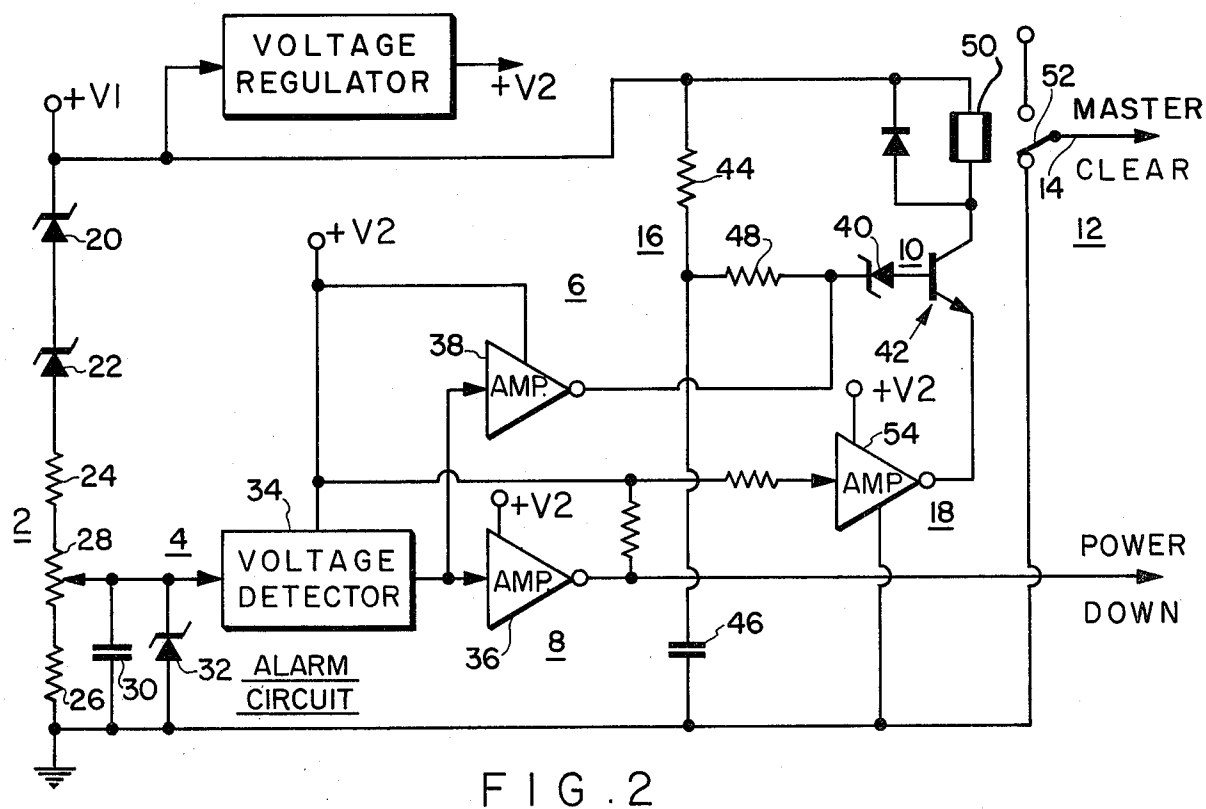 VOLTAGE
REGULATOR
+V2
+V1
50
52
MASTER
CLEAR
14
12
44
20
+V2
16
48
40
10
6
42
22
38
AMP.
+V2
54
AMP
18
24
34
2
28
4
VOLTAGE
DETECTOR
+V2
AMP.
36
8
POWER
DOWN
46
26
30
32
ALARM
CIRCUIT
FIG.2